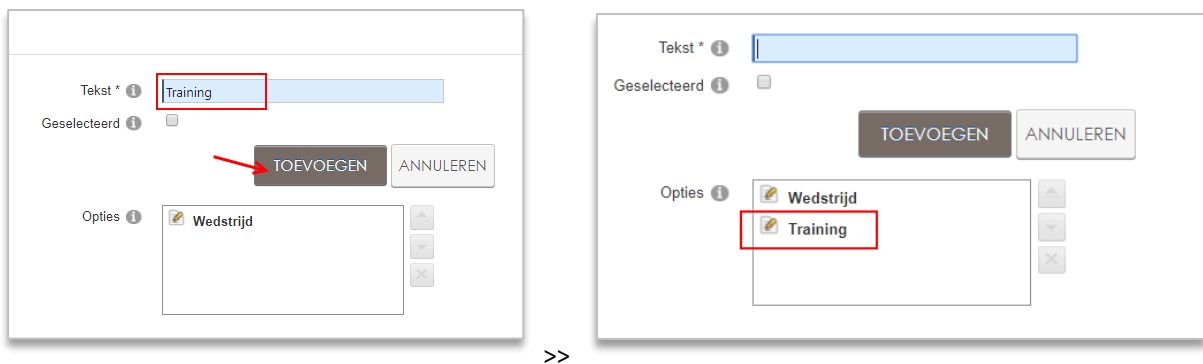 Tekst * Training
Geselecteerd
TOEVOEGEN ANNULEREN
Opties Wedstrijd
>>
Tekst *
Geselecteerd
TOEVOEGEN ANNULEREN
Opties Wedstrijd
Training